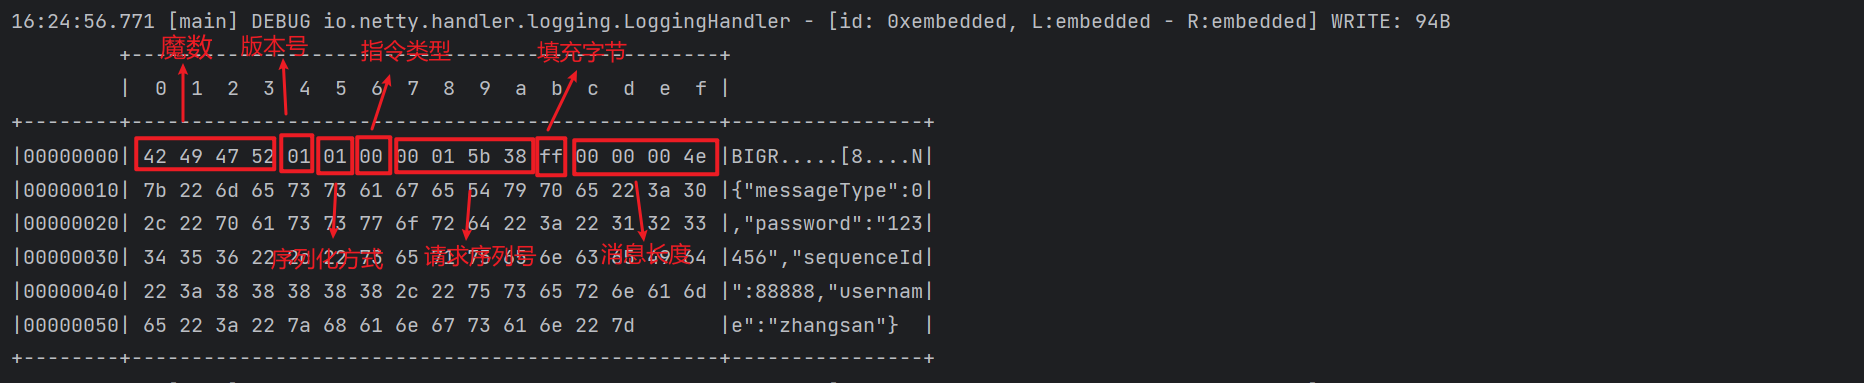 16:24:56.771 [main] DEBUG io.netty.handler.logging.LoggingHandler - [id: 0xembedded, L:embedded - R:embedded] WRITE: 94B
魔数 版本号 指令类型 填充字节
+-------------------------------------------------+
| 0 1 2 3 4 5 6 7 8 9 a b c d e f |
+--------+-------------------------------------------------+----------------+
|00000000| 42 49 47 52 01 01 00 00 01 5b 38 ff 00 00 00 4e |BIGR.....[8....N|
|00000010| 7b 22 6d 65 73 73 61 67 65 54 79 70 65 22 3a 30 |{"messageType":0|
|00000020| 2c 22 70 61 73 73 77 6f 72 64 22 3a 22 31 32 33 |,"password":"123|
|00000030| 34 35 36 22 2c 22 73 65 71 75 65 6e 63 65 49 64 |456","sequenceId|
序列化方式 请求序列号 消息长度
|00000040| 22 3a 38 38 38 38 38 2c 22 75 73 65 72 6e 61 6d |":88888,"usernam|
|00000050| 65 22 3a 22 7a 68 61 6e 67 73 61 6e 22 7d |e":"zhangsan"} |
+--------+-------------------------------------------------+----------------+